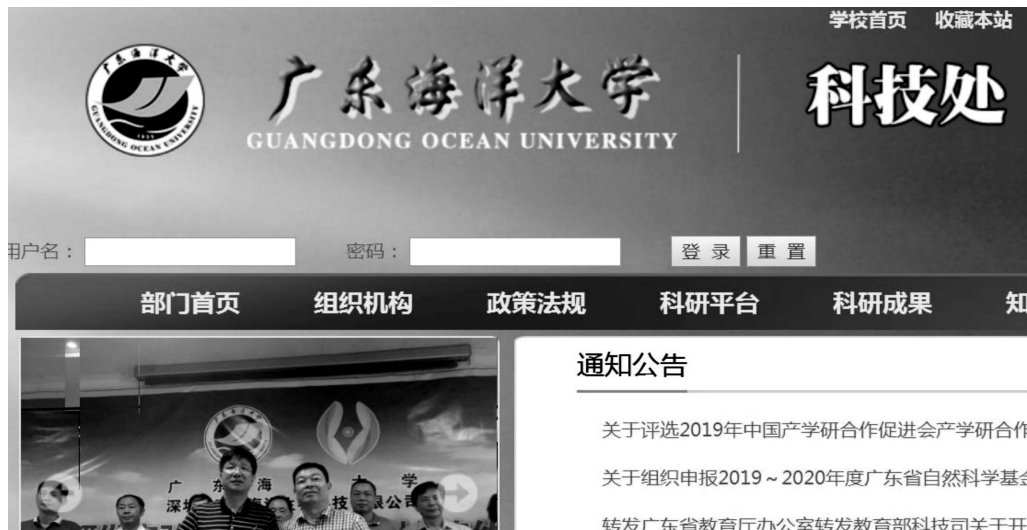 学校首页 收藏本站
广东海洋大学
GUANGDONG OCEAN UNIVERSITY
科技处
用户名：
密码：
登 录 重 置
部门首页 组织机构 政策法规 科研平台 科研成果 知
通知公告
关于评选2019年中国产学研合作促进会产学研合作
关于组织申报2019～2020年度广东省自然科学基金
转发广东省教育厅办公室转发教育部科技司关于开
广 东 海 大 学